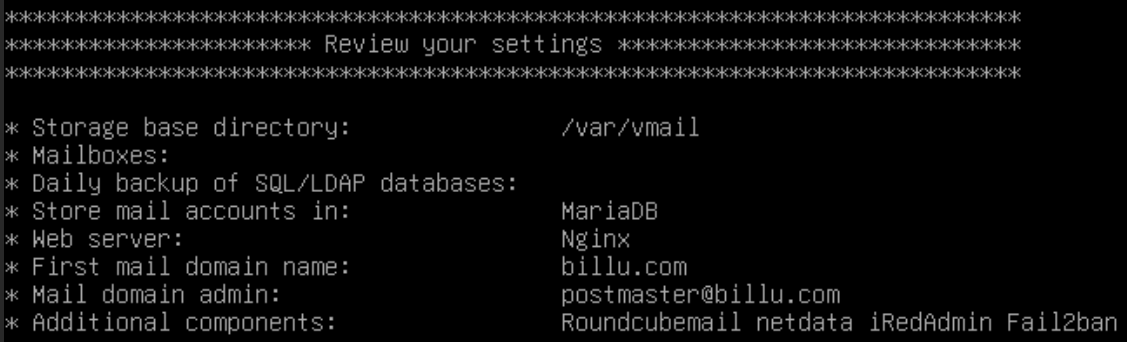 ***************************************************************************
*********************** Review your settings ******************************
***************************************************************************
* Storage base directory: /var/vmail
* Mailboxes:
* Daily backup of SQL/LDAP databases:
* Store mail accounts in: MariaDB
* Web server: Nginx
* First mail domain name: billu.com
* Mail domain admin: postmaster@billu.com
* Additional components: Roundcubemail netdata iRedAdmin Fail2ban